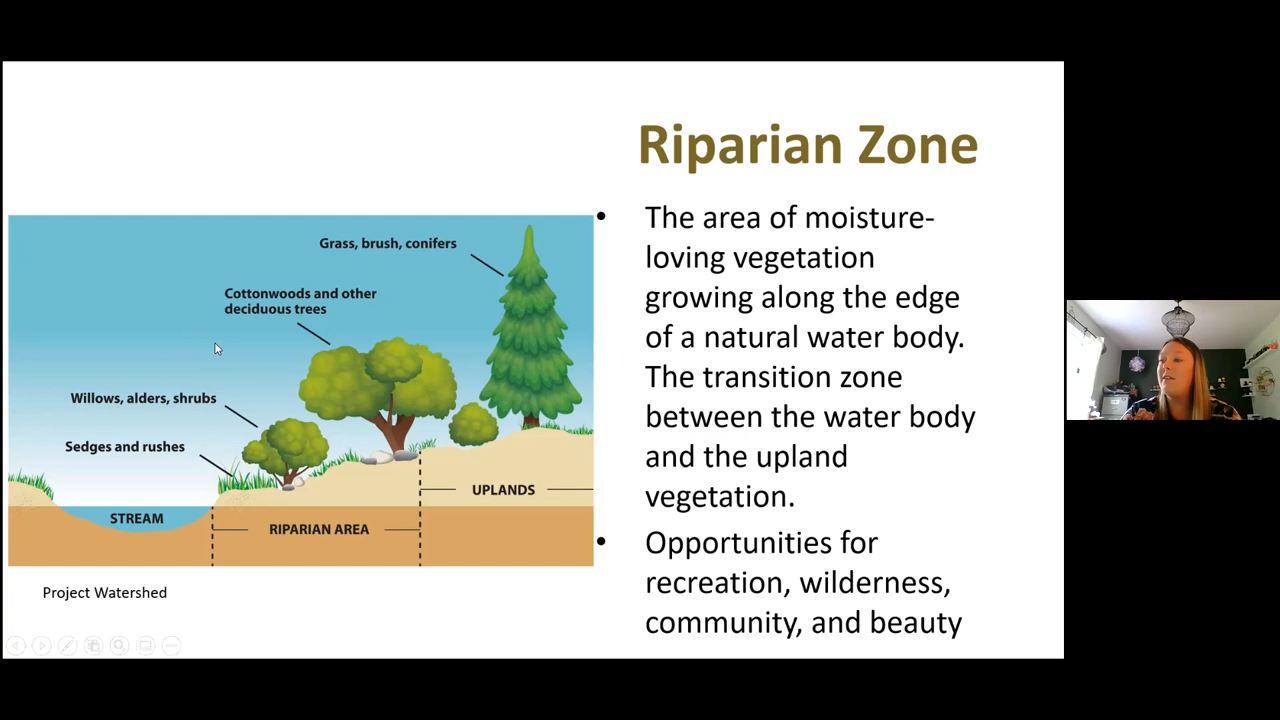 Riparian Zone
Grass, brush, conifers
Cottonwoods and other
deciduous trees
Willows, alders, shrubs
Sedges and rushes
STREAM
RIPARIAN AREA
UPLANDS
Project Watershed
• The area of moisture-
loving vegetation
growing along the edge
of a natural water body.
The transition zone
between the water body
and the upland
vegetation.
• Opportunities for
recreation, wilderness,
community, and beauty